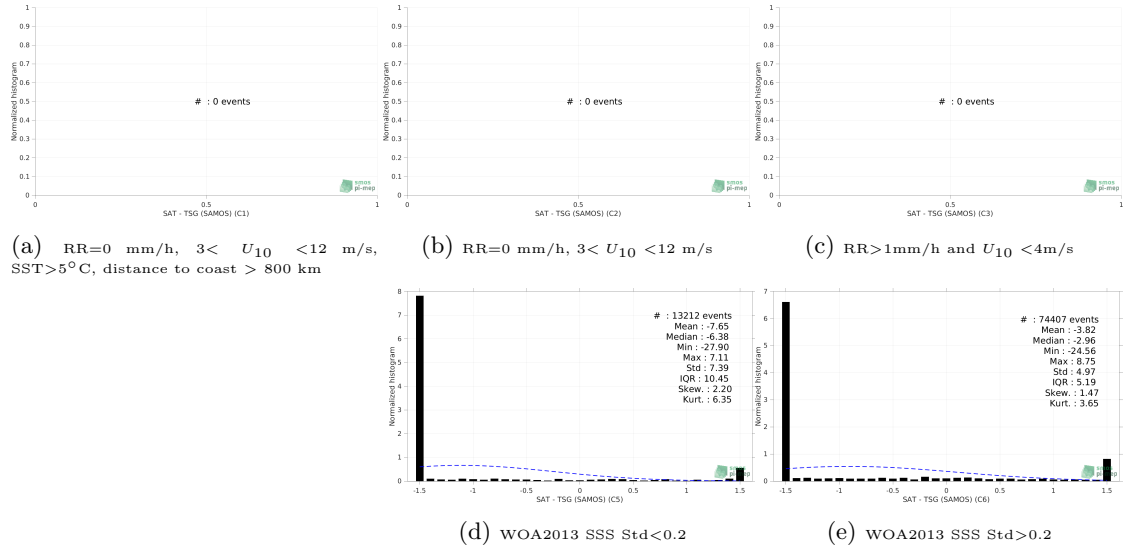 1
0.9
0.8
0.7
0.6
0.5
0.4
0.3
0.2
0.1
0
Normalized histogram
# : 0 events
smos
pi-mep
0 0.5 1
SAT - TSG (SAMOS) (C1)
(a) RR=0 mm/h, 3< U10 <12 m/s,
SST>5°C, distance to coast > 800 km
1
0.9
0.8
0.7
0.6
0.5
0.4
0.3
0.2
0.1
0
Normalized histogram
# : 0 events
smos
pi-mep
0 0.5 1
SAT - TSG (SAMOS) (C2)
(b) RR=0 mm/h, 3< U10 <12 m/s
1
0.9
0.8
0.7
0.6
0.5
0.4
0.3
0.2
0.1
0
Normalized histogram
# : 0 events
smos
pi-mep
0 0.5 1
SAT - TSG (SAMOS) (C3)
(c) RR>1mm/h and U10 <4m/s
8
7
6
5
4
3
2
1
0
Normalized histogram
# : 13212 events
Mean : -7.65
Median : -6.38
Min : -27.90
Max : 7.11
Std : 7.39
IQR : 10.45
Skew. : 2.20
Kurt. : 6.35
smos
pi-mep
-1.5 -1 -0.5 0 0.5 1 1.5
SAT - TSG (SAMOS) (C5)
(d) WOA2013 SSS Std<0.2
7
6
5
4
3
2
1
0
Normalized histogram
# : 74407 events
Mean : -3.82
Median : -2.96
Min : -24.56
Max : 8.75
Std : 4.97
IQR : 5.19
Skew. : 1.47
Kurt. : 3.65
smos
pi-mep
-1.5 -1 -0.5 0 0.5 1 1.5
SAT - TSG (SAMOS) (C6)
(e) WOA2013 SSS Std>0.2